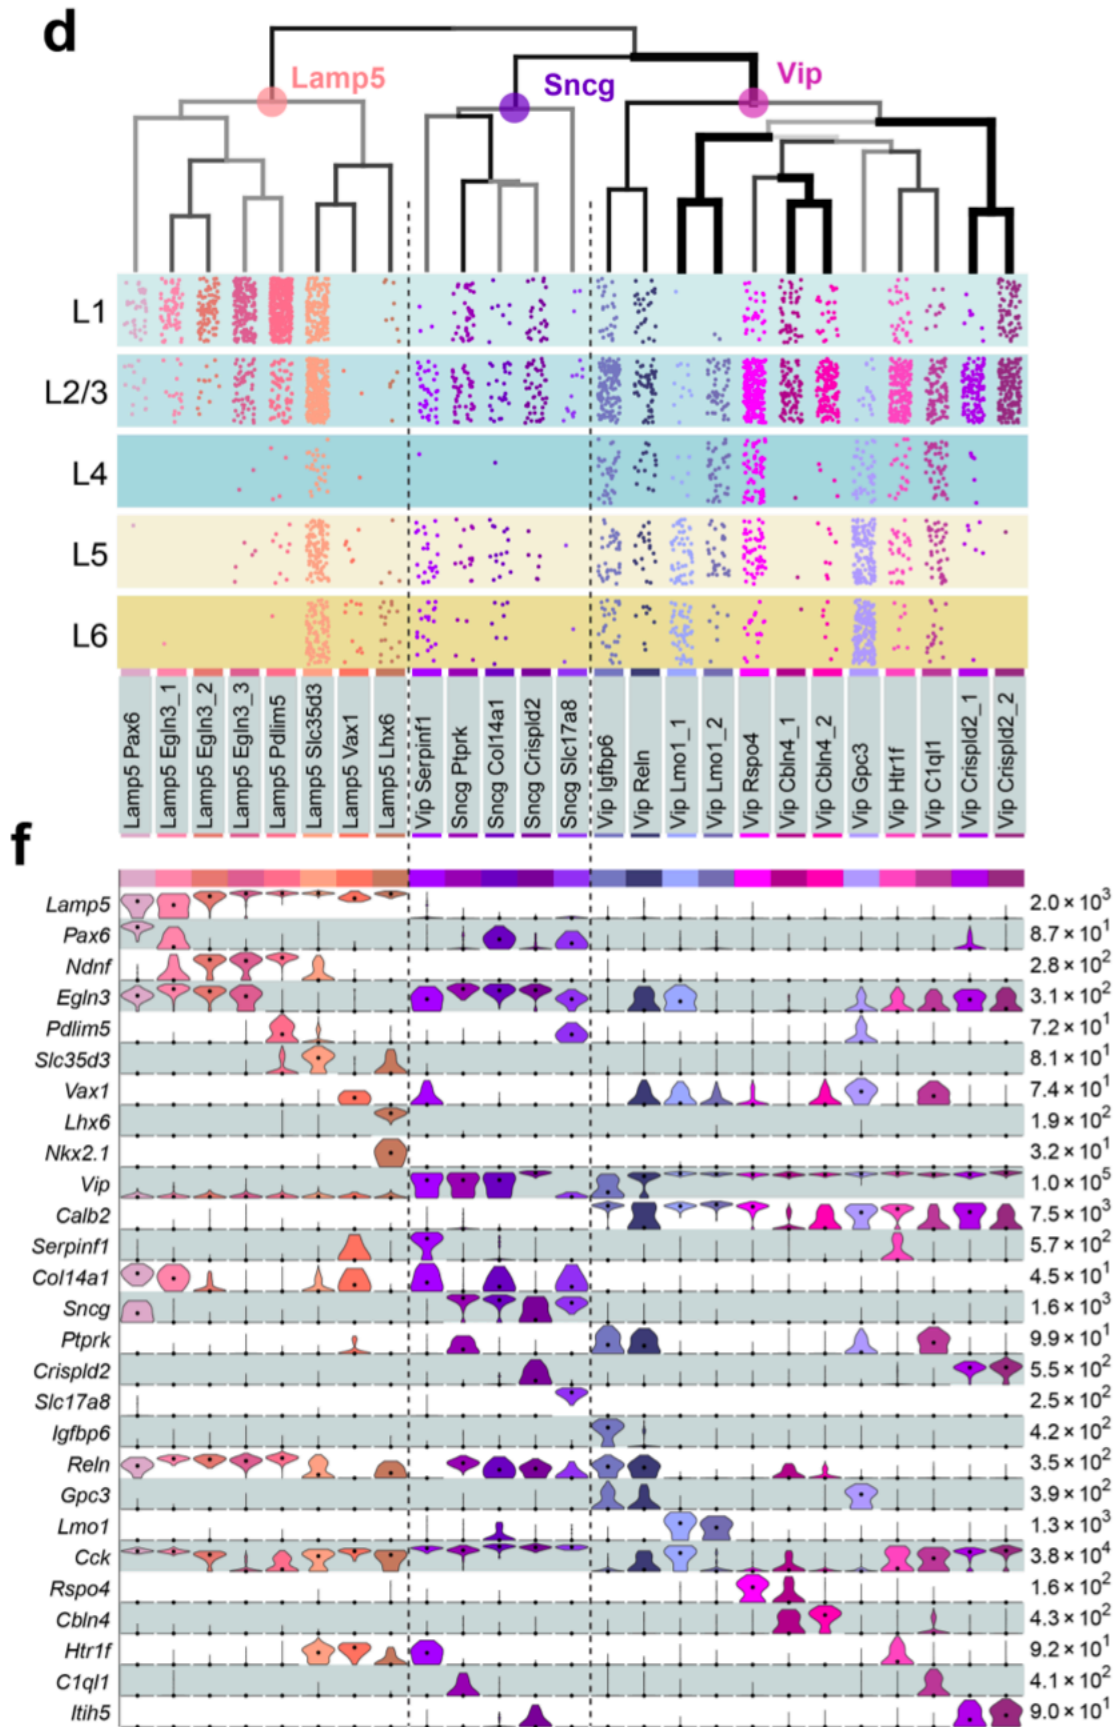 d
Lamp5
Sncg
Vip
L1
L2/3
L4
L5
L6
Lamp5 Pax6
Lamp5 Egln3_1
Lamp5 Egln3_2
Lamp5 Egln3_3
Lamp5 Pdlim5
Lamp5 Slc35d3
Lamp5 Vax1
Lamp5 Lhx6
Vip Serpinf1
Sncg Ptprk
Sncg Col14a1
Sncg Crispld2
Sncg Slc17a8
Vip Igfbp6
Vip Reln
Vip Lmo1_1
Vip Lmo1_2
Vip Rspo4
Vip Cbln4_1
Vip Cbln4_2
Vip Gpc3
Vip Htr1f
Vip C1ql1
Vip Crispld2_1
Vip Crispld2_2
f
Lamp5 2.0 × 10³
Pax6 8.7 × 10¹
Ndnf 2.8 × 10²
Egln3 3.1 × 10²
Pdlim5 7.2 × 10¹
Slc35d3 8.1 × 10¹
Vax1 7.4 × 10¹
Lhx6 1.9 × 10²
Nkx2.1 3.2 × 10¹
Vip 1.0 × 10⁵
Calb2 7.5 × 10³
Serpinf1 5.7 × 10²
Col14a1 4.5 × 10¹
Sncg 1.6 × 10³
Ptprk 9.9 × 10¹
Crispld2 5.5 × 10²
Slc17a8 2.5 × 10²
Igfbp6 4.2 × 10²
Reln 3.5 × 10²
Gpc3 3.9 × 10²
Lmo1 1.3 × 10³
Cck 3.8 × 10⁴
Rspo4 1.6 × 10²
Cbln4 4.3 × 10²
Htr1f 9.2 × 10¹
C1ql1 4.1 × 10²
Itih5 9.0 × 10¹